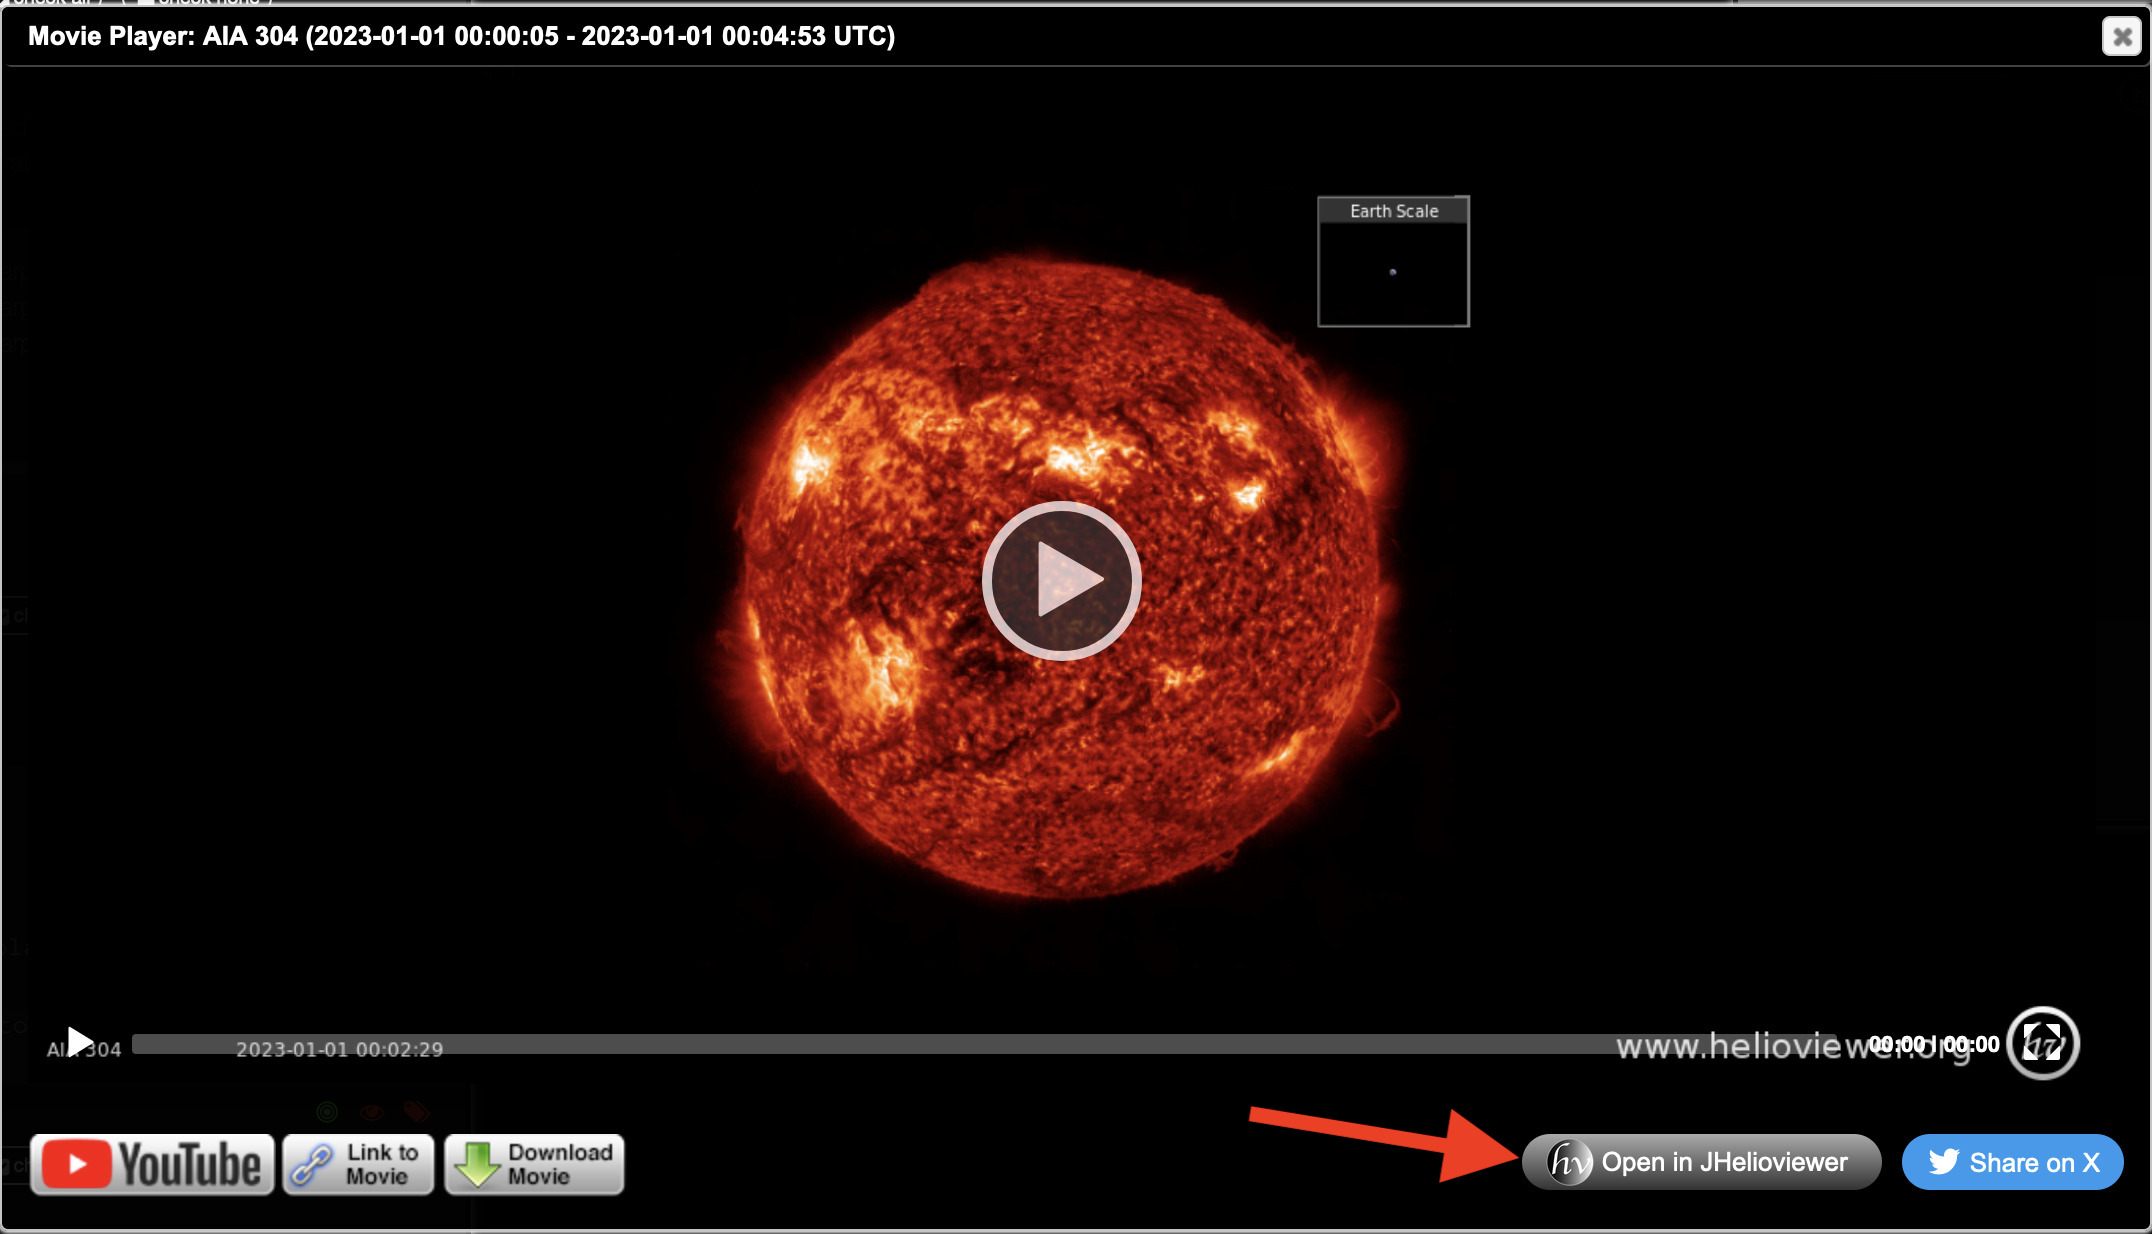 Movie Player: AIA 304 (2023-01-01 00:00:05 - 2023-01-01 00:04:53 UTC)
Earth Scale
AIA 304
2023-01-01 00:02:29
www.helioviewer.org
00:00 | 00:00
YouTube
Link to
Movie
Download
Movie
hv Open in JHelioviewer
Share on X